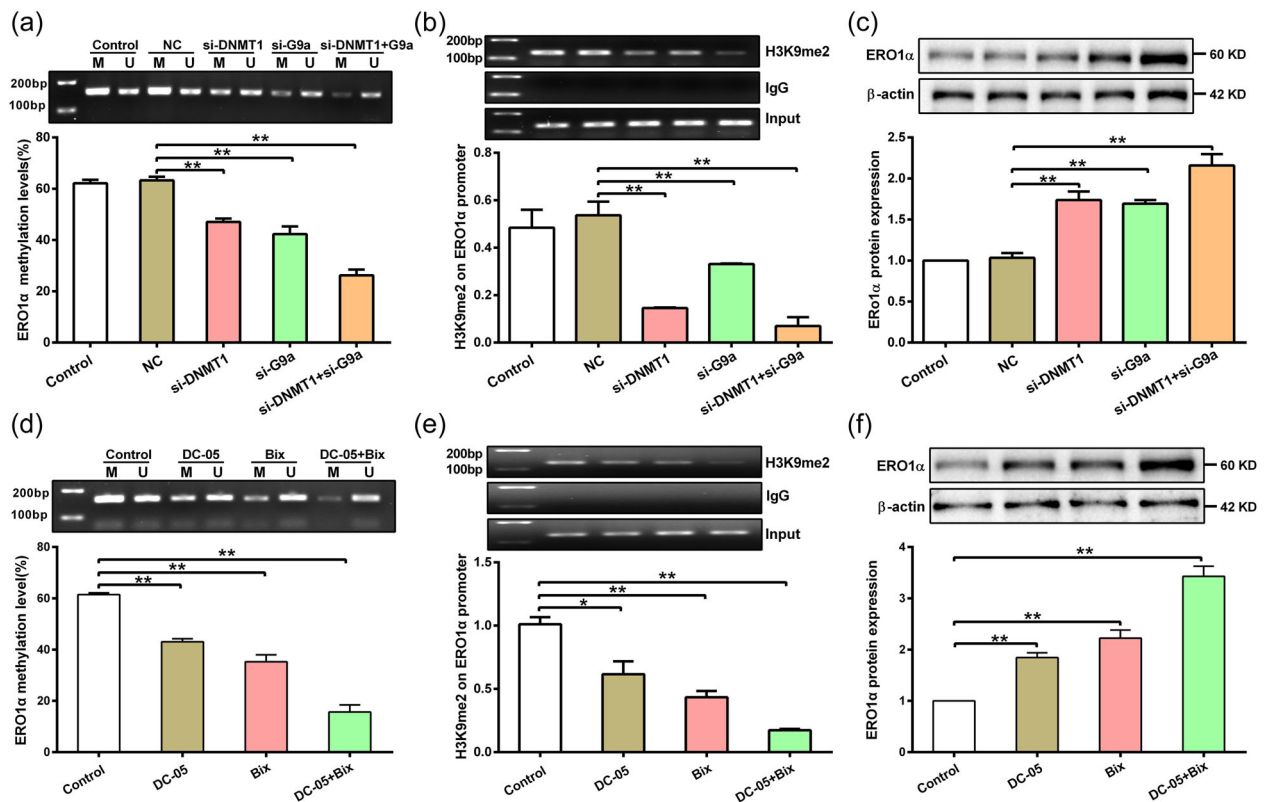 (a)
Control NC si-DNMT1 si-G9a si-DNMT1+G9a
M U M U M U M U M U
200bp
100bp
ERO1α methylation levels(%)
80
60
40
20
0
**
**
**
Control
NC
si-DNMT1
si-G9a
si-DNMT1+si-G9a
(b)
200bp
100bp
H3K9me2
IgG
Input
H3K9me2 on ERO1α promoter
0.8
0.6
0.4
0.2
0.0
**
**
**
Control
NC
si-DNMT1
si-G9a
si-DNMT1+si-G9a
(c)
ERO1α 60 KD
β-actin 42 KD
ERo1α protein expression
2.5
2.0
1.5
1.0
0.5
0.0
**
**
**
Control
NC
si-DNMT1
si-G9a
si-DNMT1+si-G9a
(d)
Control DC-05 Bix DC-05+Bix
M U M U M U M U
200bp
100bp
ERO1α methylation level(%)
80
60
40
20
0
**
**
**
Control
DC-05
Bix
DC-05+Bix
(e)
200bp
100bp
H3K9me2
IgG
Input
H3K9me2 on ERO1α promoter
1.5
1.0
0.5
0.0
**
**
*
Control
DC-05
Bix
DC-05+Bix
(f)
ERO1α 60 KD
β-actin 42 KD
ERO1α protein expression
4
3
2
1
0
**
**
**
Control
DC-05
Bix
DC-05+Bix